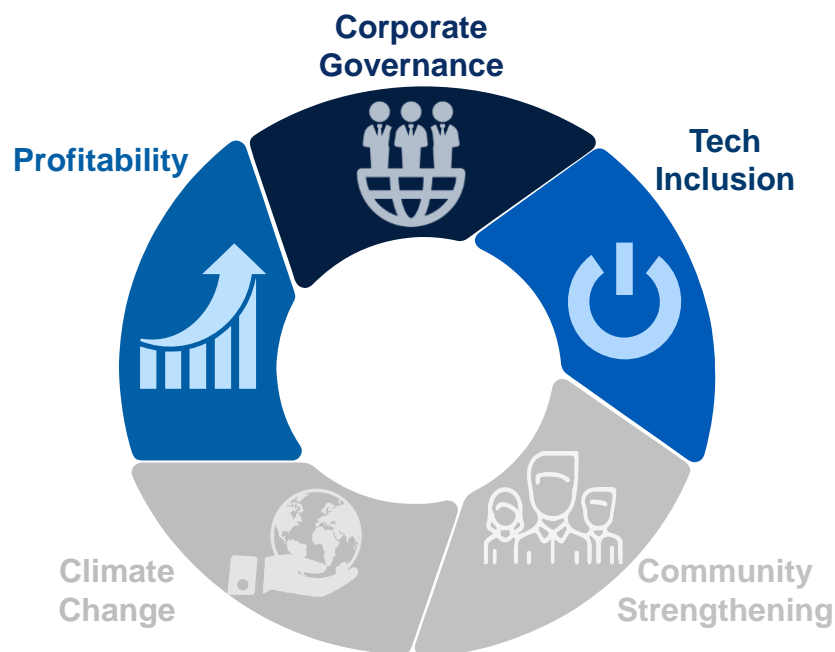 Corporate
Governance
Profitability
Tech
Inclusion
Climate
Change
Community
Strengthening